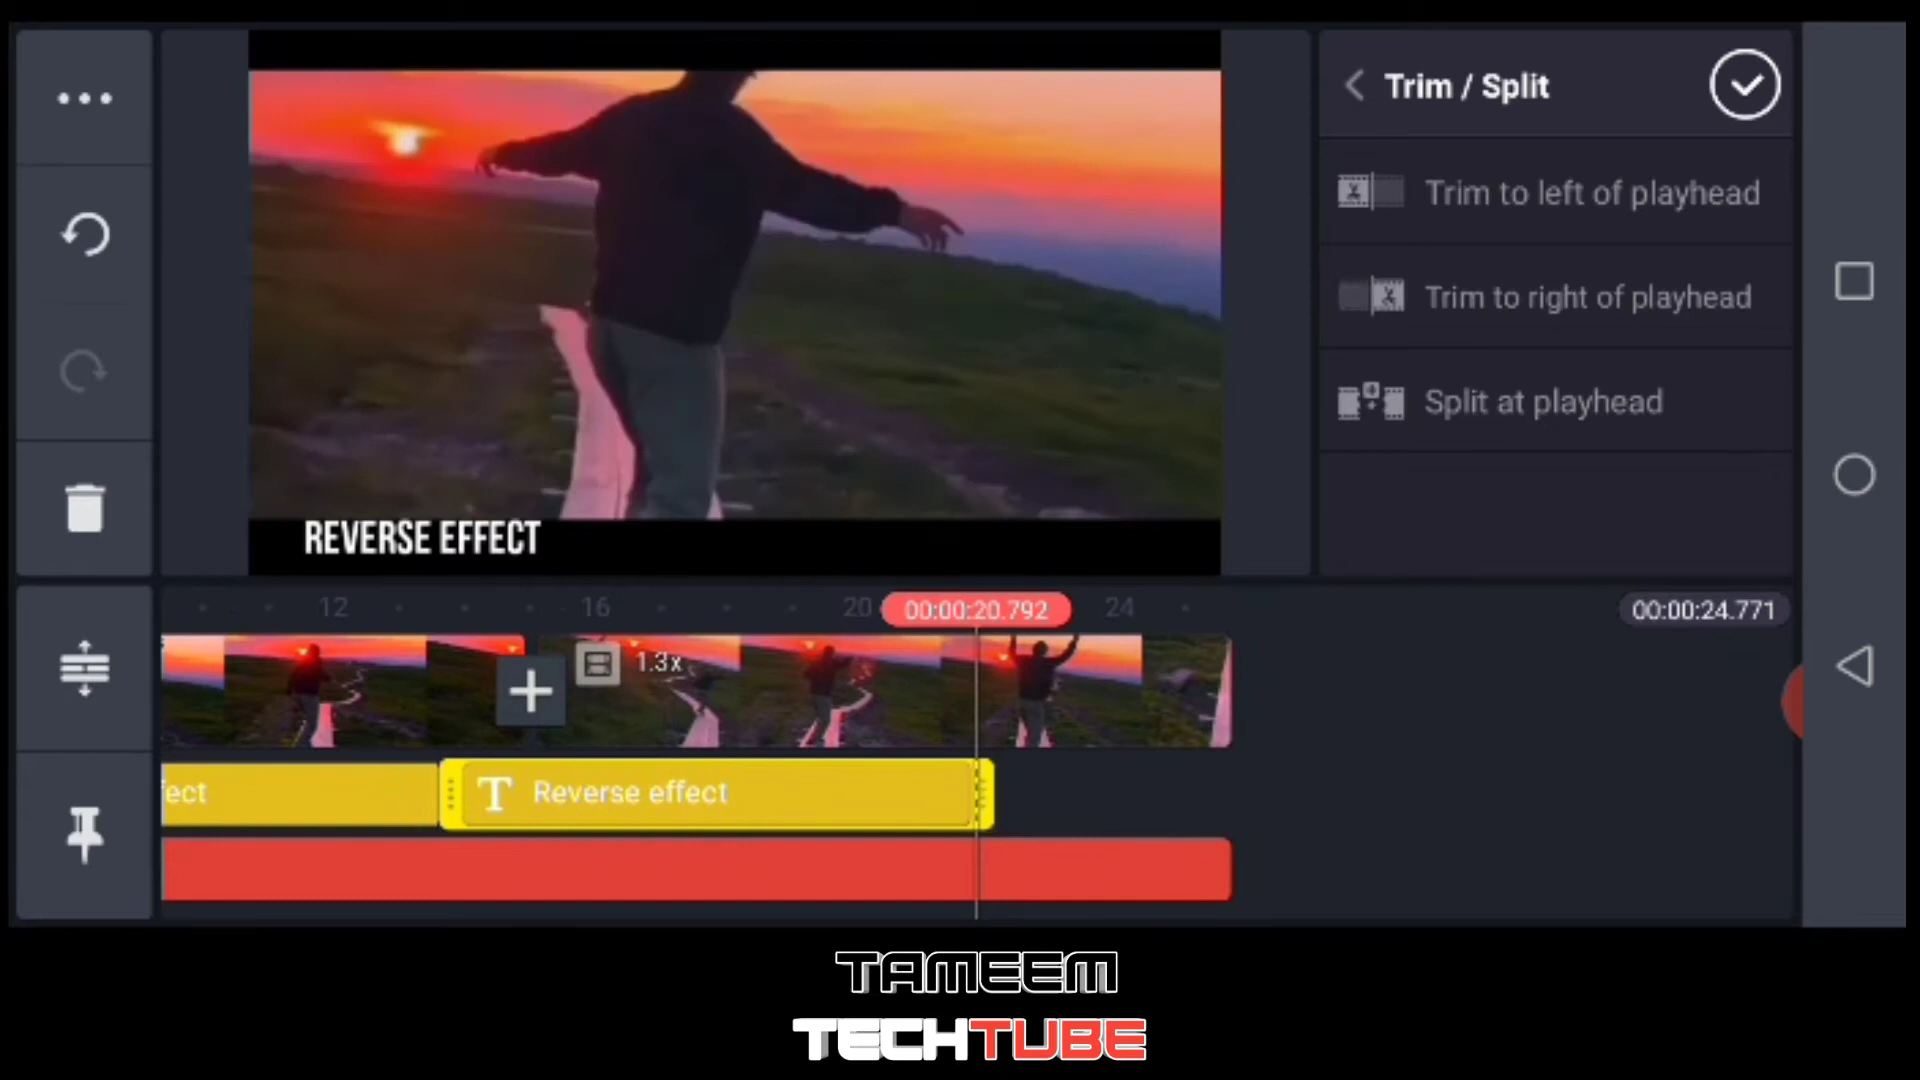 Trim / Split
Trim to left of playhead
Trim to right of playhead
Split at playhead
REVERSE EFFECT
12
16
20
00:00:20.792
24
00:00:24.771
1.3x
fect
T Reverse effect
TAMEEM
TECHTUBE